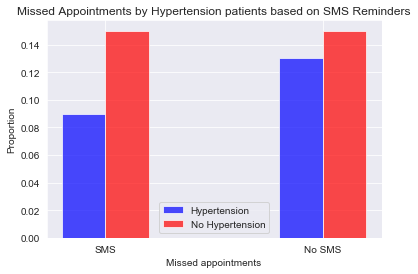 Missed Appointments by Hypertension patients based on SMS Reminders
0.14
0.12
0.10
0.08
0.06
0.04
0.02
0.00
Proportion
Hypertension
No Hypertension
SMS
No SMS
Missed appointments